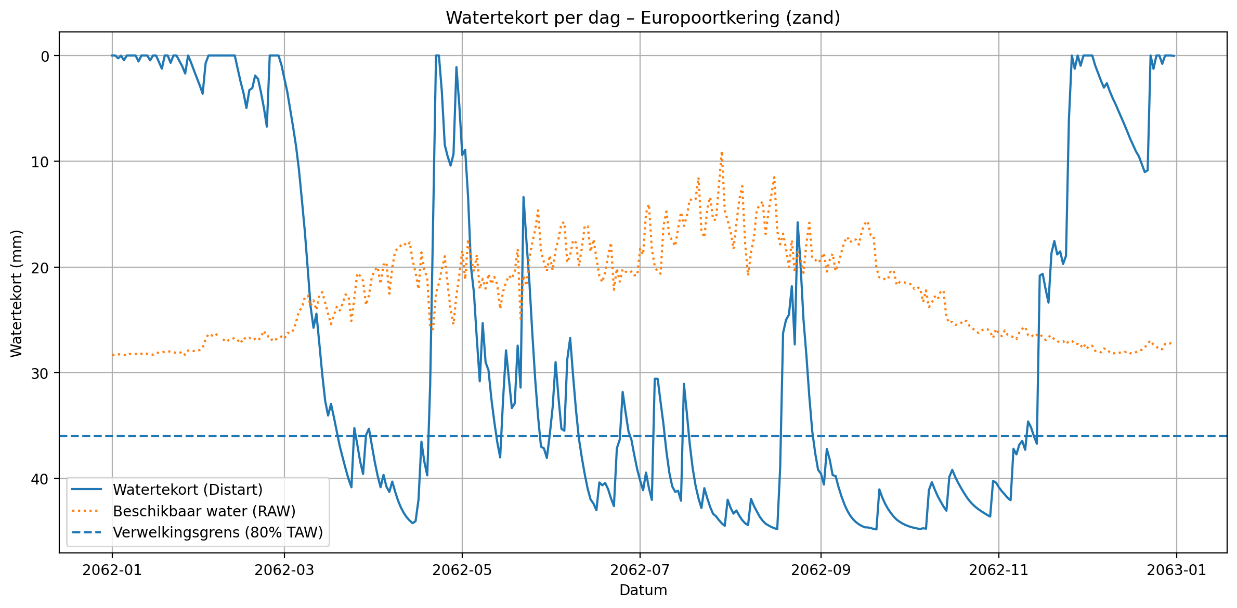 Watertekort per dag – Europoortkering (zand)
Watertekort (mm)
0
10
20
30
40
Watertekort (Distart)
Beschikbaar water (RAW)
Verwelkingsgrens (80% TAW)
2062-01
2062-03
2062-05
2062-07
2062-09
2062-11
2063-01
Datum